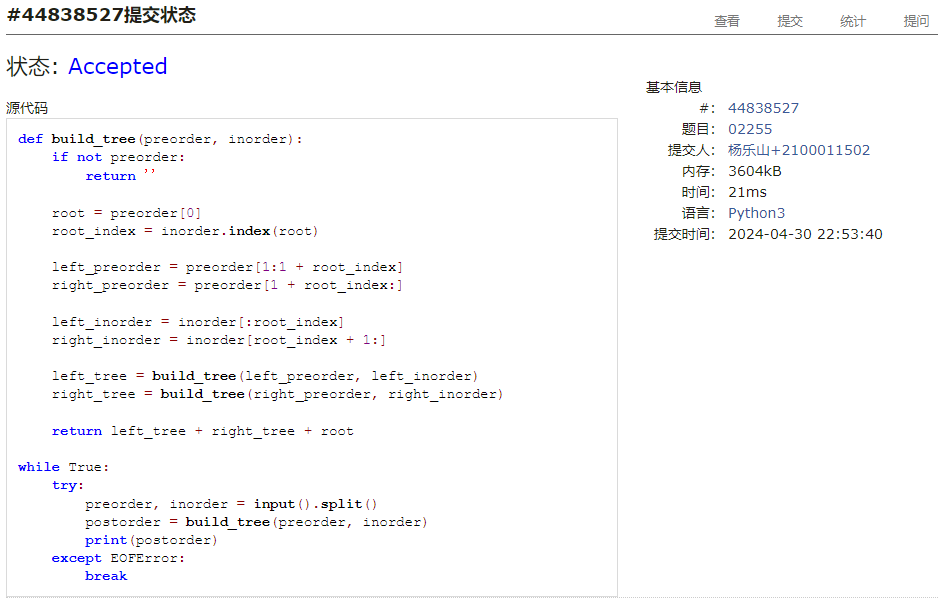 #44838527提交状态
查看 提交 统计 提问
状态: Accepted
源代码
def build_tree(preorder, inorder):
    if not preorder:
        return ''
    root = preorder[0]
    root_index = inorder.index(root)
    left_preorder = preorder[1:1 + root_index]
    right_preorder = preorder[1 + root_index:]
    left_inorder = inorder[:root_index]
    right_inorder = inorder[root_index + 1:]
    left_tree = build_tree(left_preorder, left_inorder)
    right_tree = build_tree(right_preorder, right_inorder)
    return left_tree + right_tree + root
while True:
    try:
        preorder, inorder = input().split()
        postorder = build_tree(preorder, inorder)
        print(postorder)
    except EOFError:
        break
基本信息
#: 44838527
题目: 02255
提交人: 杨乐山+2100011502
内存: 3604kB
时间: 21ms
语言: Python3
提交时间: 2024-04-30 22:53:40